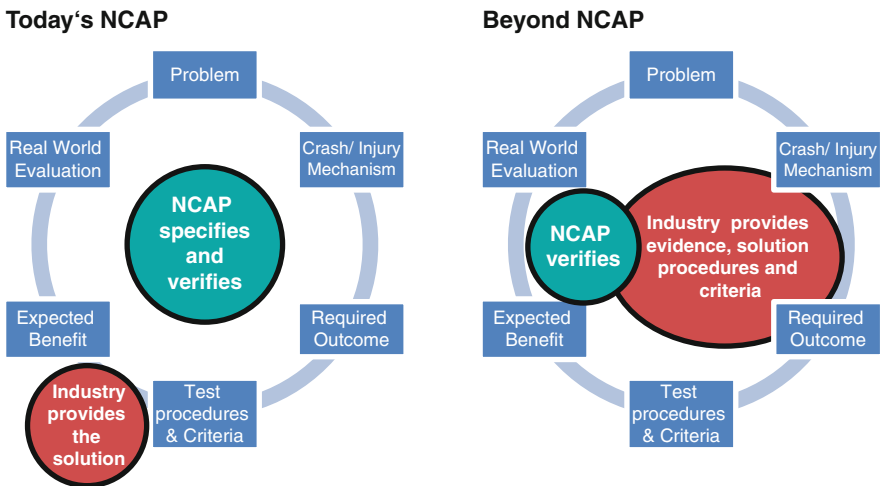 Today‘s NCAP
Problem
Real World
Evaluation
Crash/ Injury
Mechanism
NCAP
specifies
and
verifies
Expected
Benefit
Required
Outcome
Industry
provides
the
solution
Test
procedures
& Criteria
Beyond NCAP
Problem
Real World
Evaluation
Crash/ Injury
Mechanism
NCAP
verifies
Industry provides
evidence, solution
procedures and
criteria
Expected
Benefit
Required
Outcome
Test
procedures
& Criteria